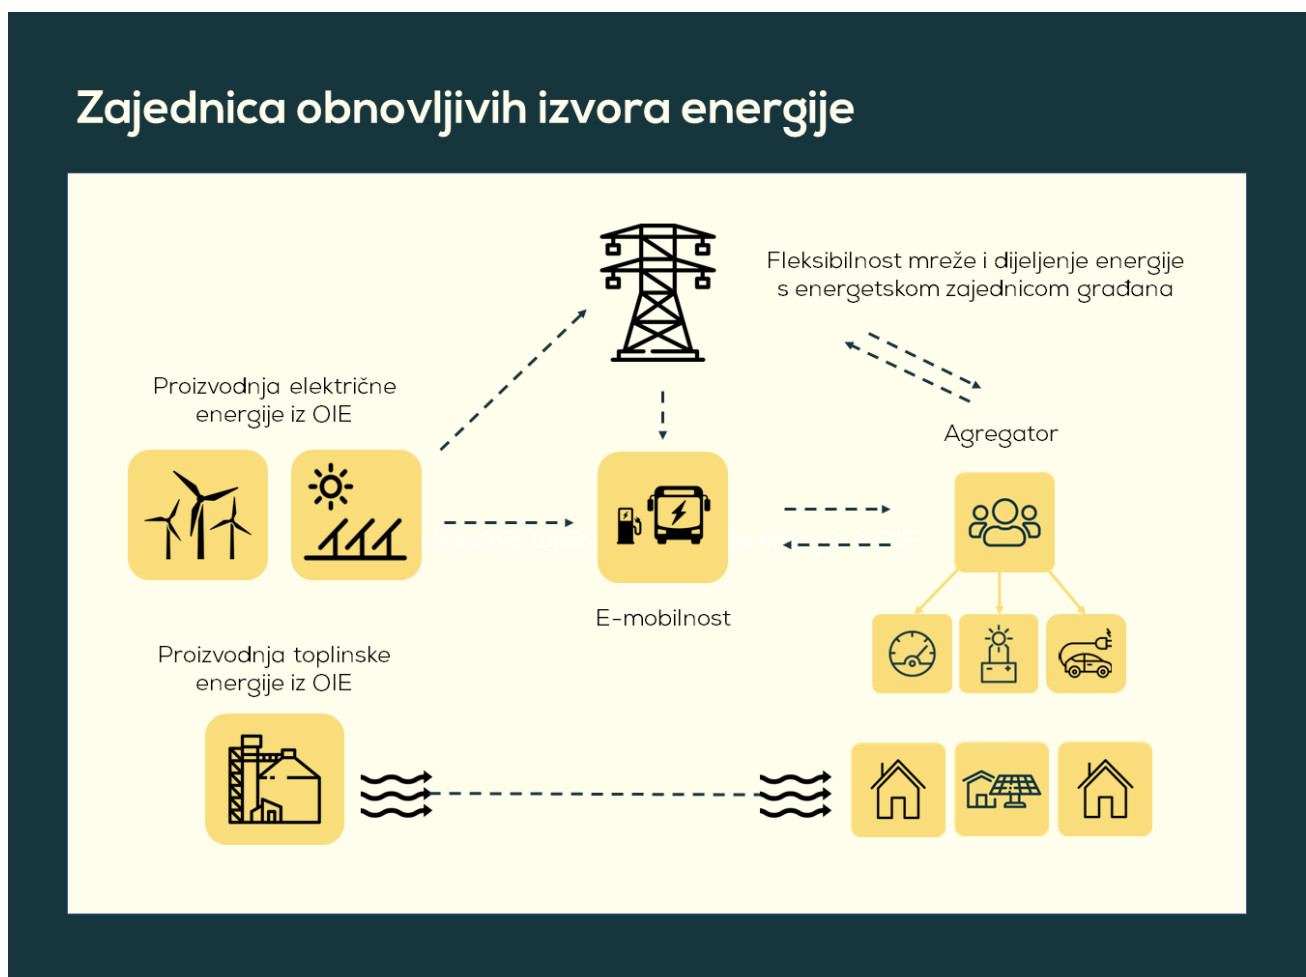 Zajednica obnovljivih izvora energije
Fleksibilnost mreže i dijeljenje energije
s energetskom zajednicom građana
Proizvodnja električne
energije iz OIE
Agregator
E-mobilnost
Proizvodnja toplinske
energije iz OIE